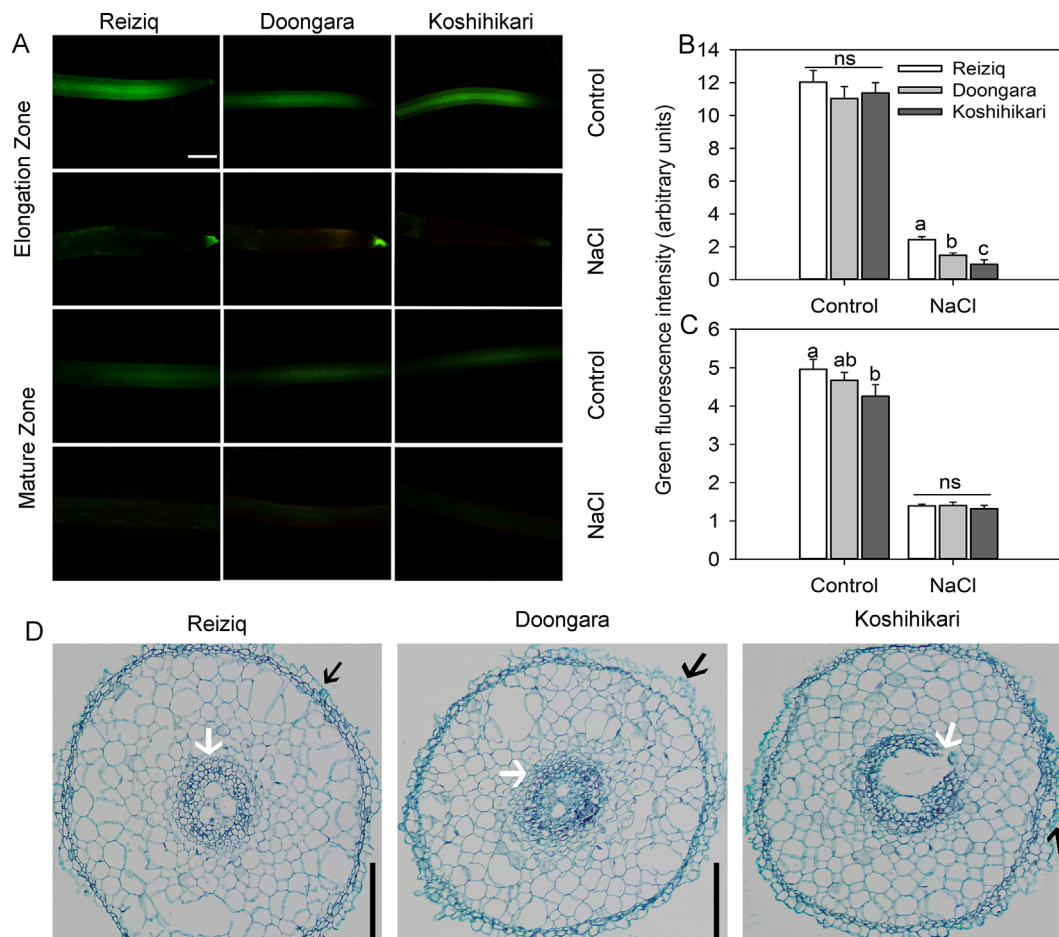 A
Reiziq
Doongara
Koshihikari
Elongation Zone
Mature Zone
Control
NaCl
Control
NaCl
B
14
12
10
8
6
4
2
0
ns
Reiziq
Doongara
Koshihikari
a
b
c
Control
NaCl
Green fluorescence intensity (arbitrary units)
C
6
5
4
3
2
1
0
a
ab
b
ns
Control
NaCl
D
Reiziq
Doongara
Koshihikari